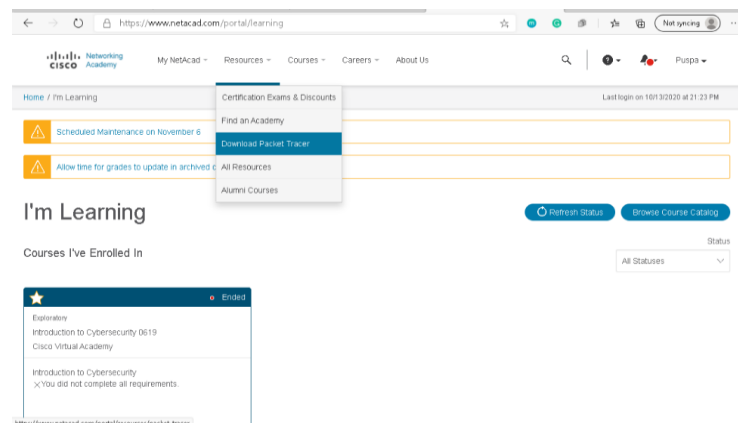 https://www.netacad.com/portal/learning
Not syncing
CISCO
Networking
Academy
My NetAcad
Resources
Courses
Careers
About Us
Puspa
Home / I'm Learning
Last login on 10/13/2020 at 21:23 PM
Certification Exams & Discounts
Find an Academy
Download Packet Tracer
All Resources
Alumni Courses
Scheduled Maintenance on November 6
Allow time for grades to update in archived
I'm Learning
Refresh Status
Browse Course Catalog
Status
Courses I've Enrolled In
All Statuses
Ended
Exploratory
Introduction to Cybersecurity 0619
Cisco Virtual Academy
Introduction to Cybersecurity
You did not complete all requirements.